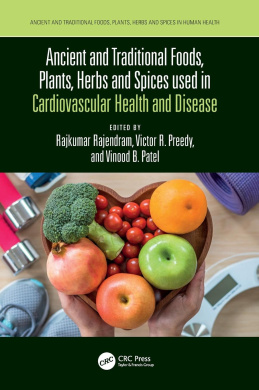 ANCIENT AND TRADITIONAL FOODS, PLANTS, HERBS AND SPICES IN HUMAN HEALTH
Ancient and Traditional Foods,
Plants, Herbs and Spices used in
Cardiovascular Health and Disease
EDITED BY
Rajkumar Rajendram, Victor R. Preedy,
and Vinood B. Patel
CRC
CRC Press
Taylor & Francis Group